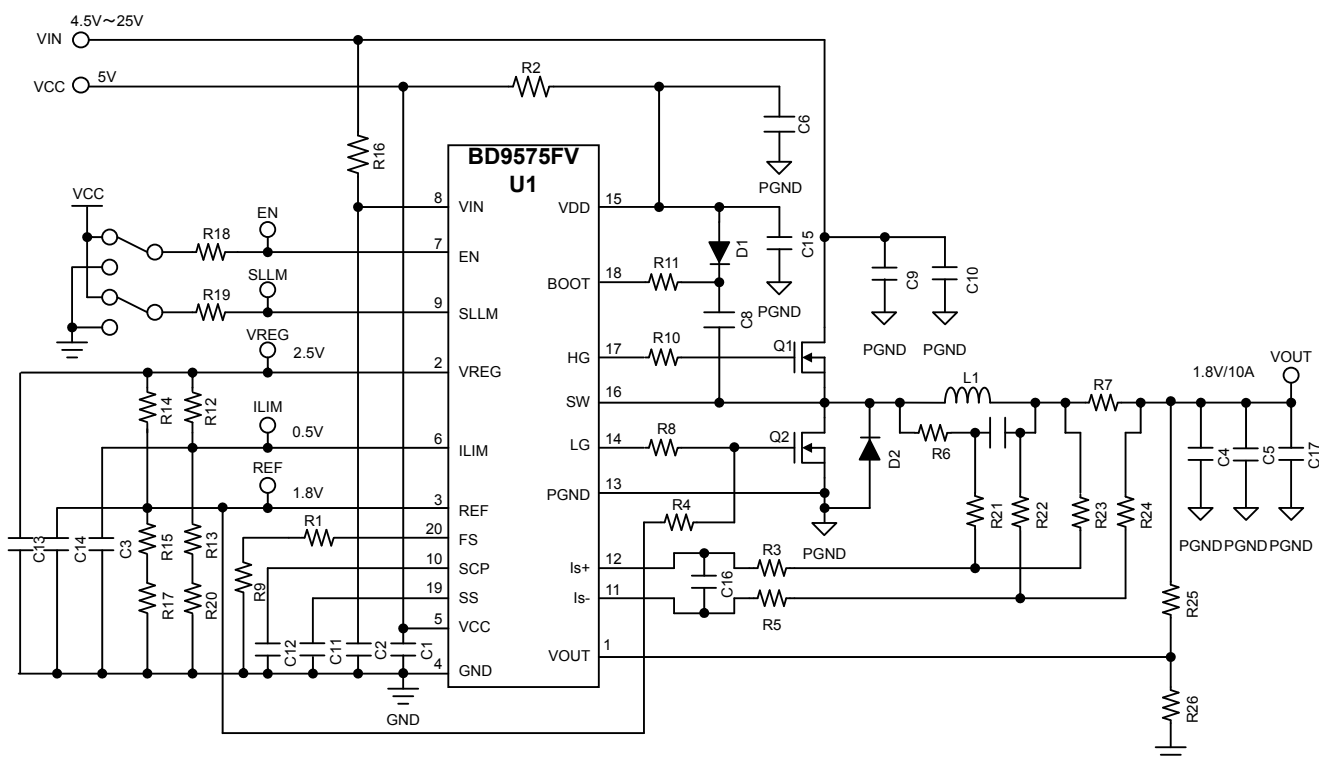 4.5V～25V
VIN
VCC
5V
R2
R16
C6
PGND
BD9575FV
U1
VCC
EN
R18
SLLM
R19
VREG
2.5V
R14
R12
ILIM
0.5V
REF
1.8V
R1
C13
C14
C3
R15
R13
R17
R20
R9
C12
C11
C2
C1
GND
8
VIN
7
EN
9
SLLM
2
VREG
6
ILIM
3
REF
20
FS
10
SCP
19
SS
5
VCC
4
GND
VDD
15
BOOT
18
HG
17
SW
16
LG
14
PGND
13
Is+
12
Is-
11
VOUT
1
D1
C15
PGND
R11
C8
R10
Q1
C9
C10
PGND
PGND
R8
Q2
D2
R4
PGND
L1
R7
R6
R21
R22
R23
R24
C16
R3
R5
1.8V/10A
VOUT
C4
C5
C17
PGND
PGND
PGND
R25
R26